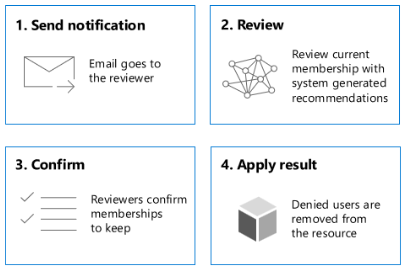 1. Send notification
Email goes to
the reviewer
2. Review
Review current
membership with
system generated
recommendations
3. Confirm
Reviewers confirm
memberships
to keep
4. Apply result
Denied users are
removed from
the resource